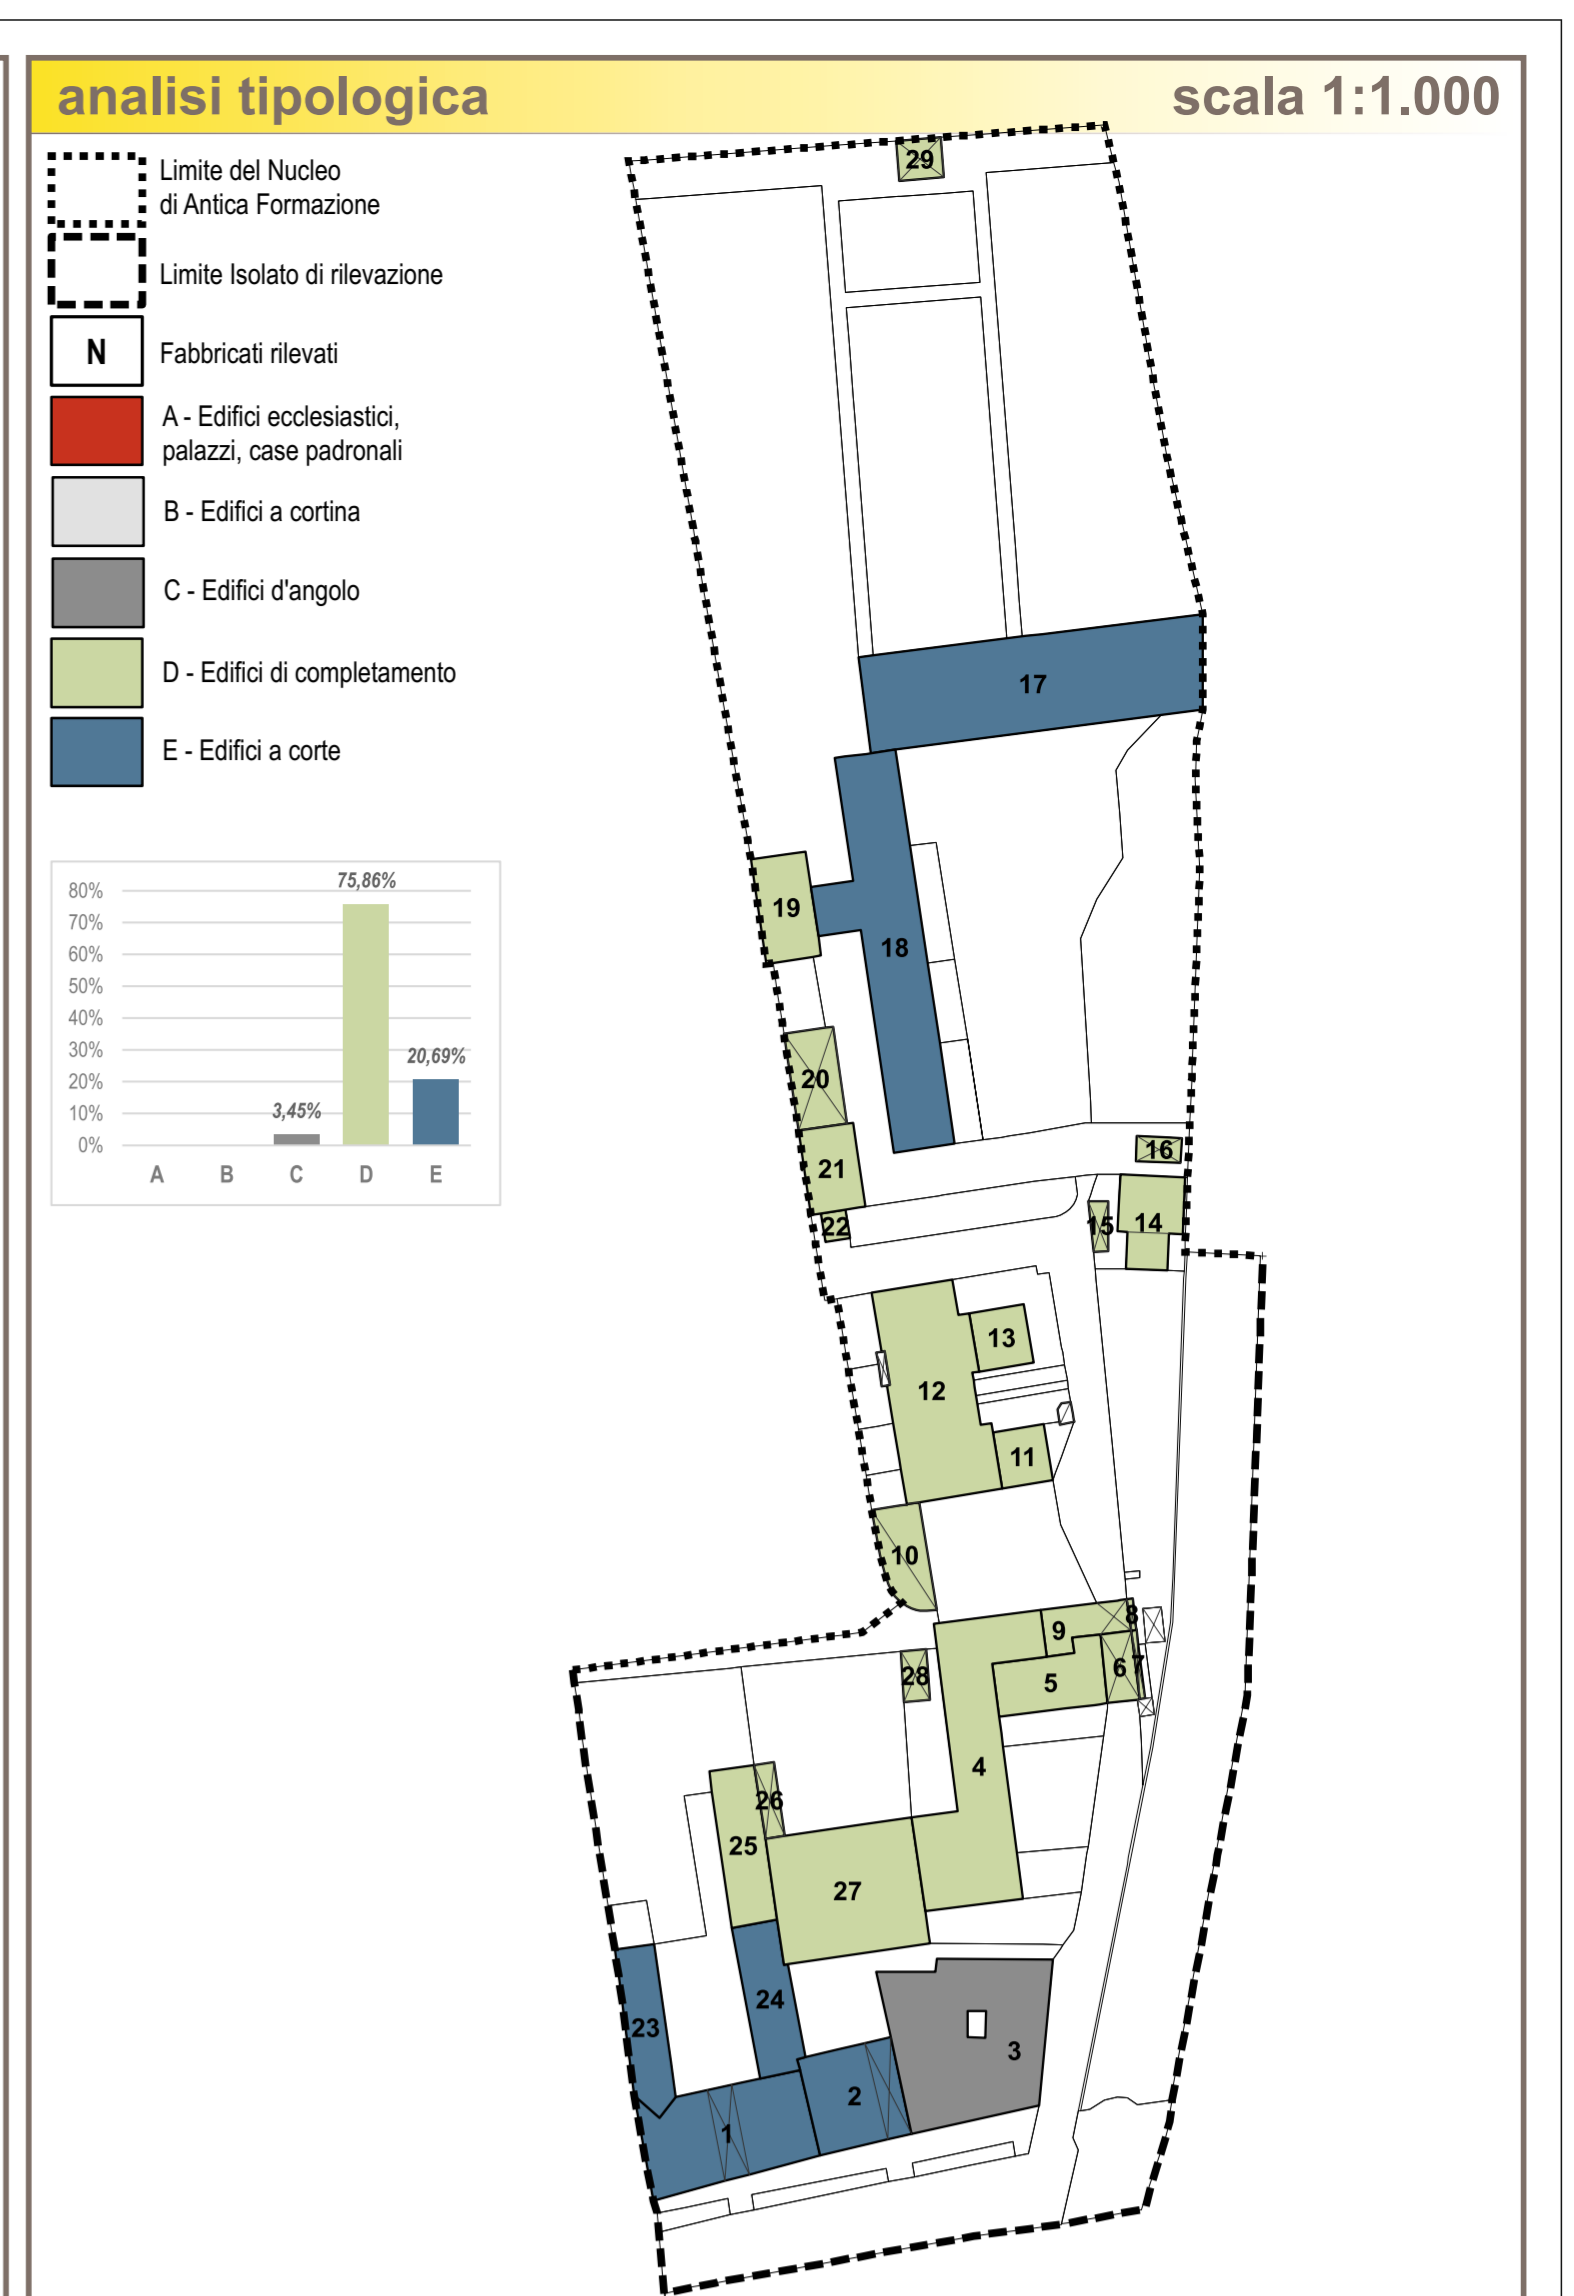 analisi tipologica
scala 1:1.000
Limite del Nucleo
di Antica Formazione
Limite Isolato di rilevazione
N
Fabbricati rilevati
A - Edifici ecclesiastici,
palazzi, case padronali
B - Edifici a cortina
C - Edifici d'angolo
D - Edifici di completamento
E - Edifici a corte
80%
70%
60%
50%
40%
30%
20%
10%
0%
3,45%
75,86%
20,69%
A B C D E
29
17
19
18
20
21
22
16
15
14
13
12
11
10
9
8
28
5
6
7
4
26
25
27
24
23
3
2
1